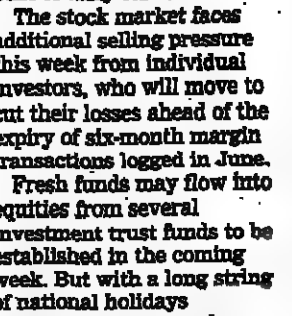 The stock market faces
additional selling pressure
this week from individual
investors, who will move to
cut their losses ahead of the
expiry of six-month margin
transactions logged in June.
Fresh funds may flow into
equities from several
investment trust funds to be
established in the coming
week. But with a long string
of national holidays